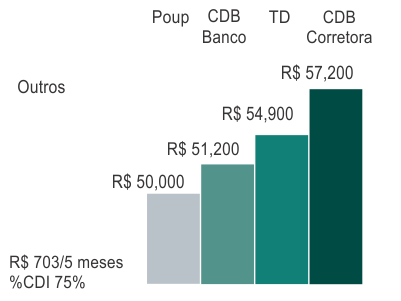 Poup
CDB
Banco
TD
CDB
Corretora
R$ 57,200
Outros
R$ 54,900
R$ 51,200
R$ 50,000
R$ 703/5 meses
%CDI 75%